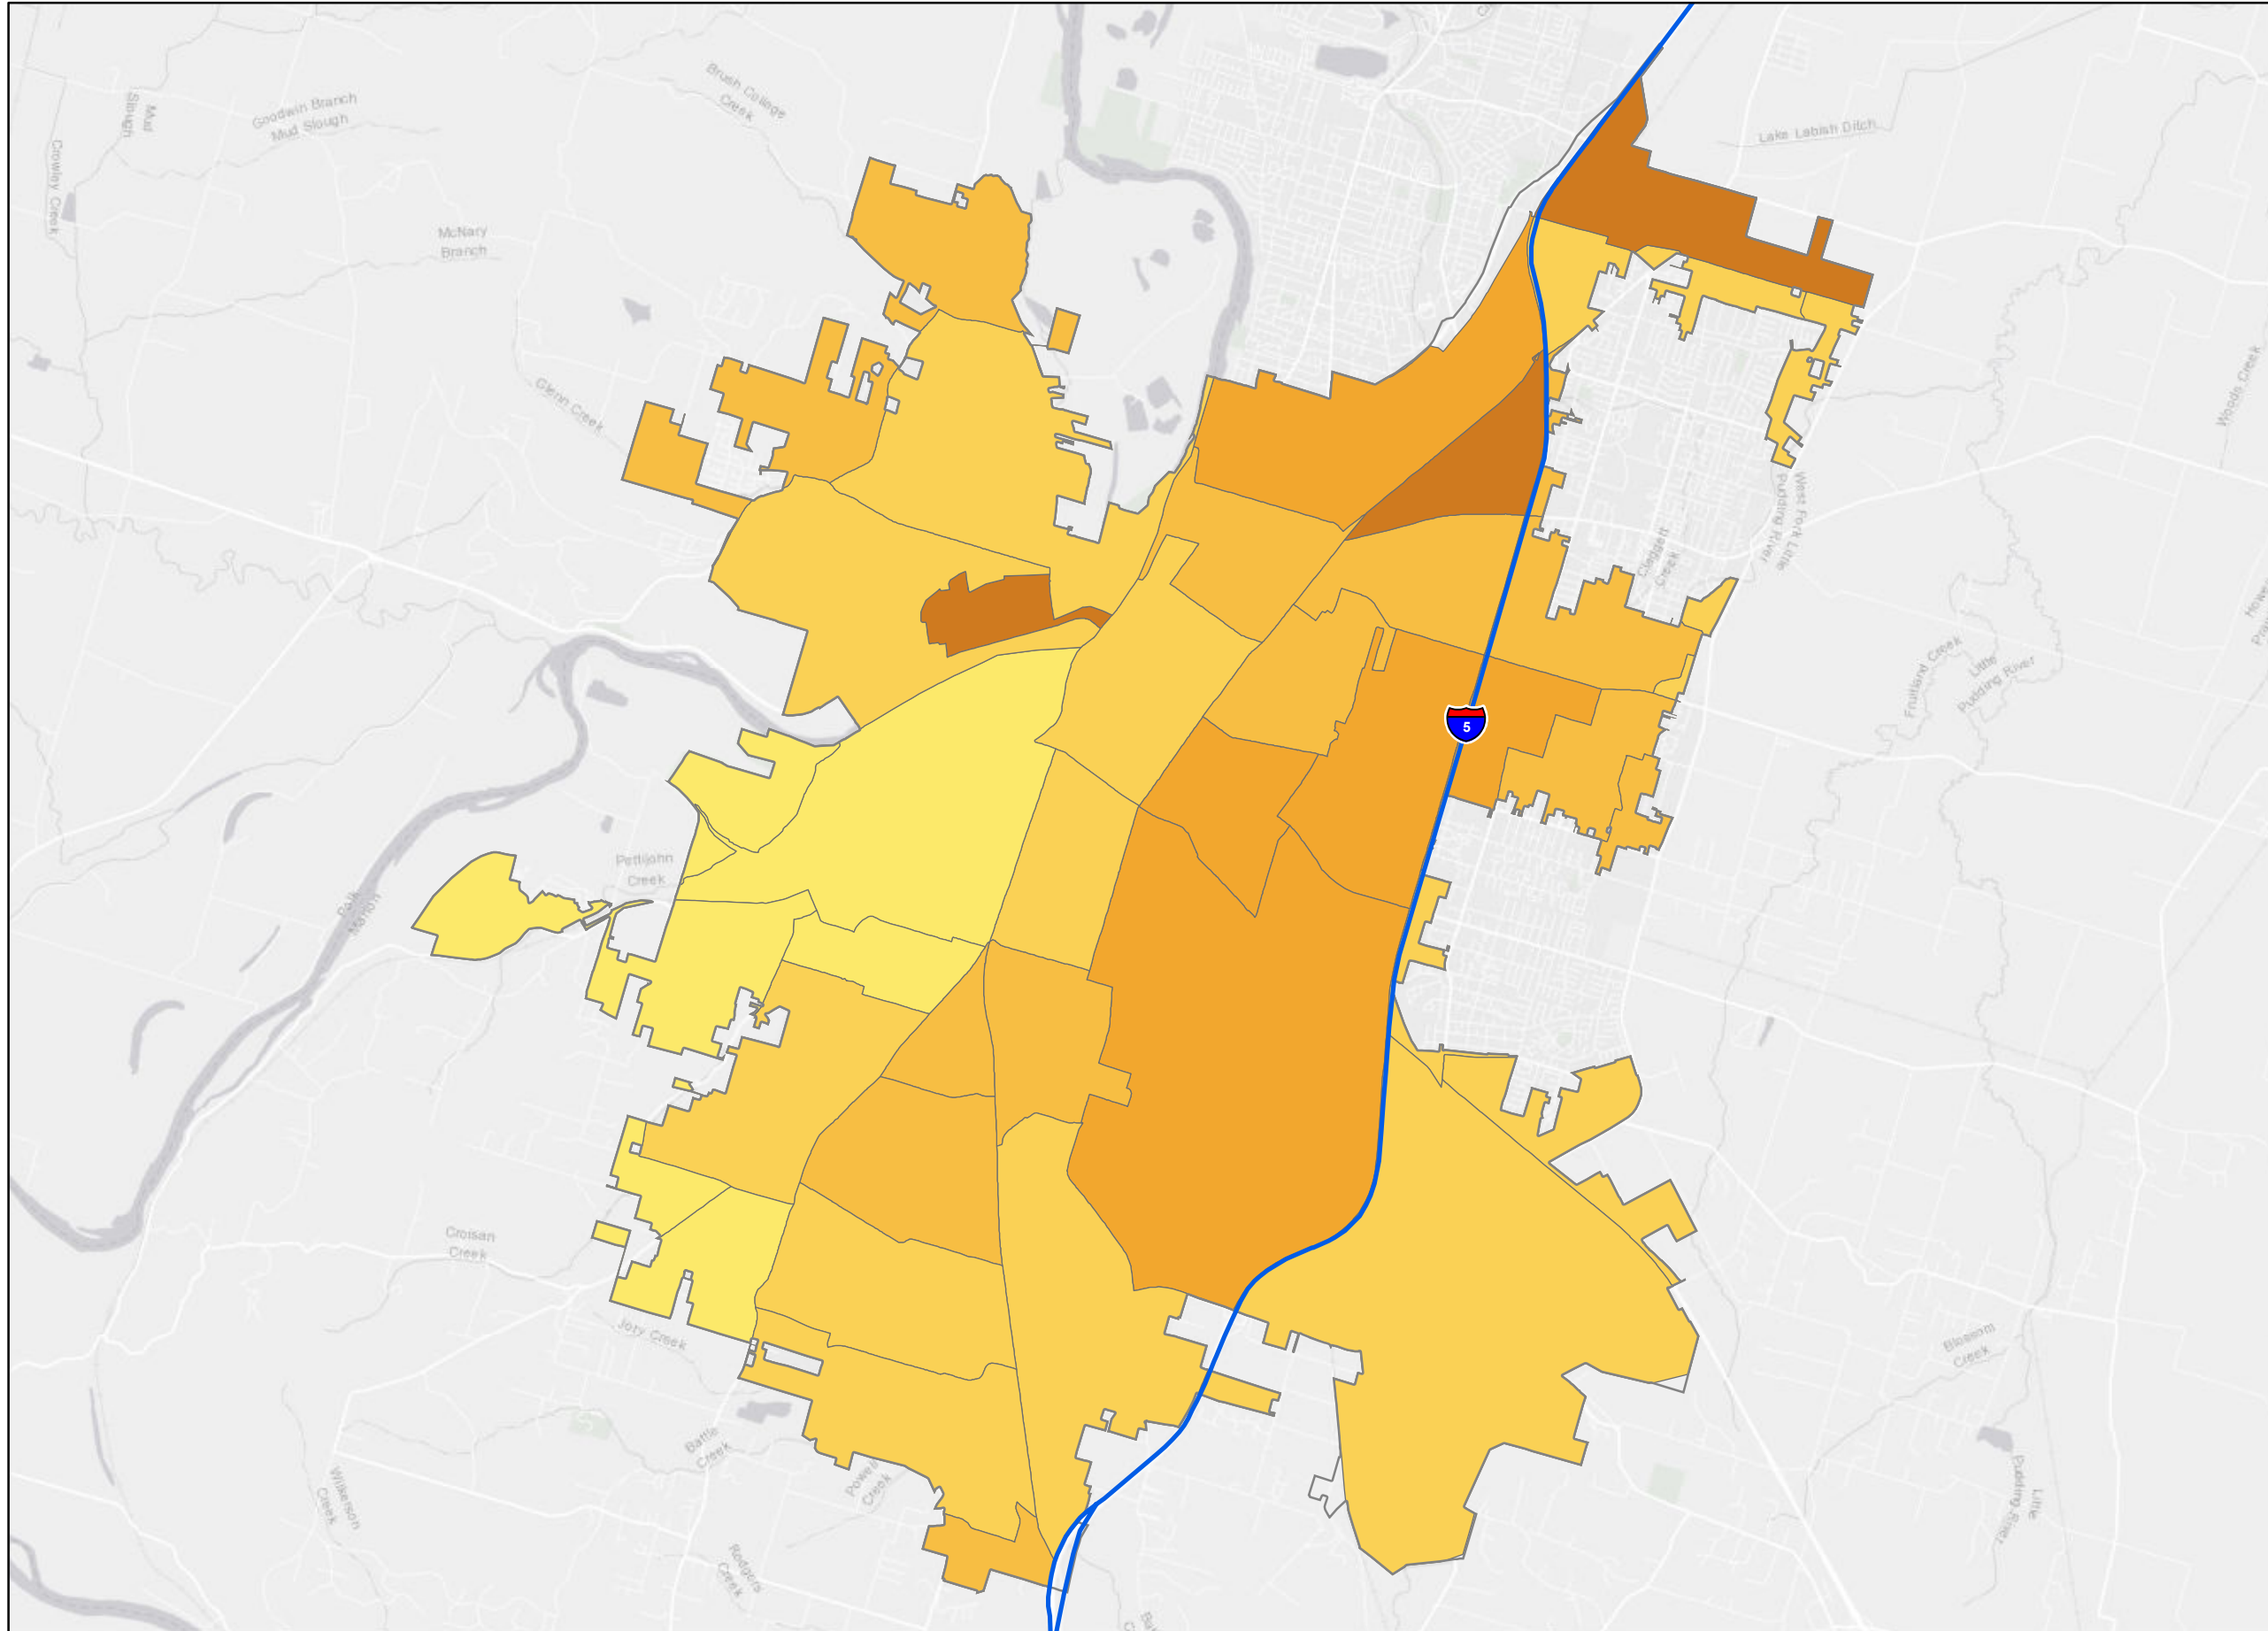 Brush College
Creek
Goodwin Branch
Mud Slough
Mud
Slough
Lake Labish Ditch
Crowley Creek
McNary
Branch
Glenn Creek
Woods Creek
West Fork Little
Pudding River
Claggett
Creek
Fruitland Creek
Little
Pudding River
5
Pettijohn
Creek
Polk
Marion
Croisan
Creek
Jory Creek
Battle
Creek
Powell
Creek
Wilkerson
Creek
Rodgers
Creek
Blossom
Creek
Little
Pudding River